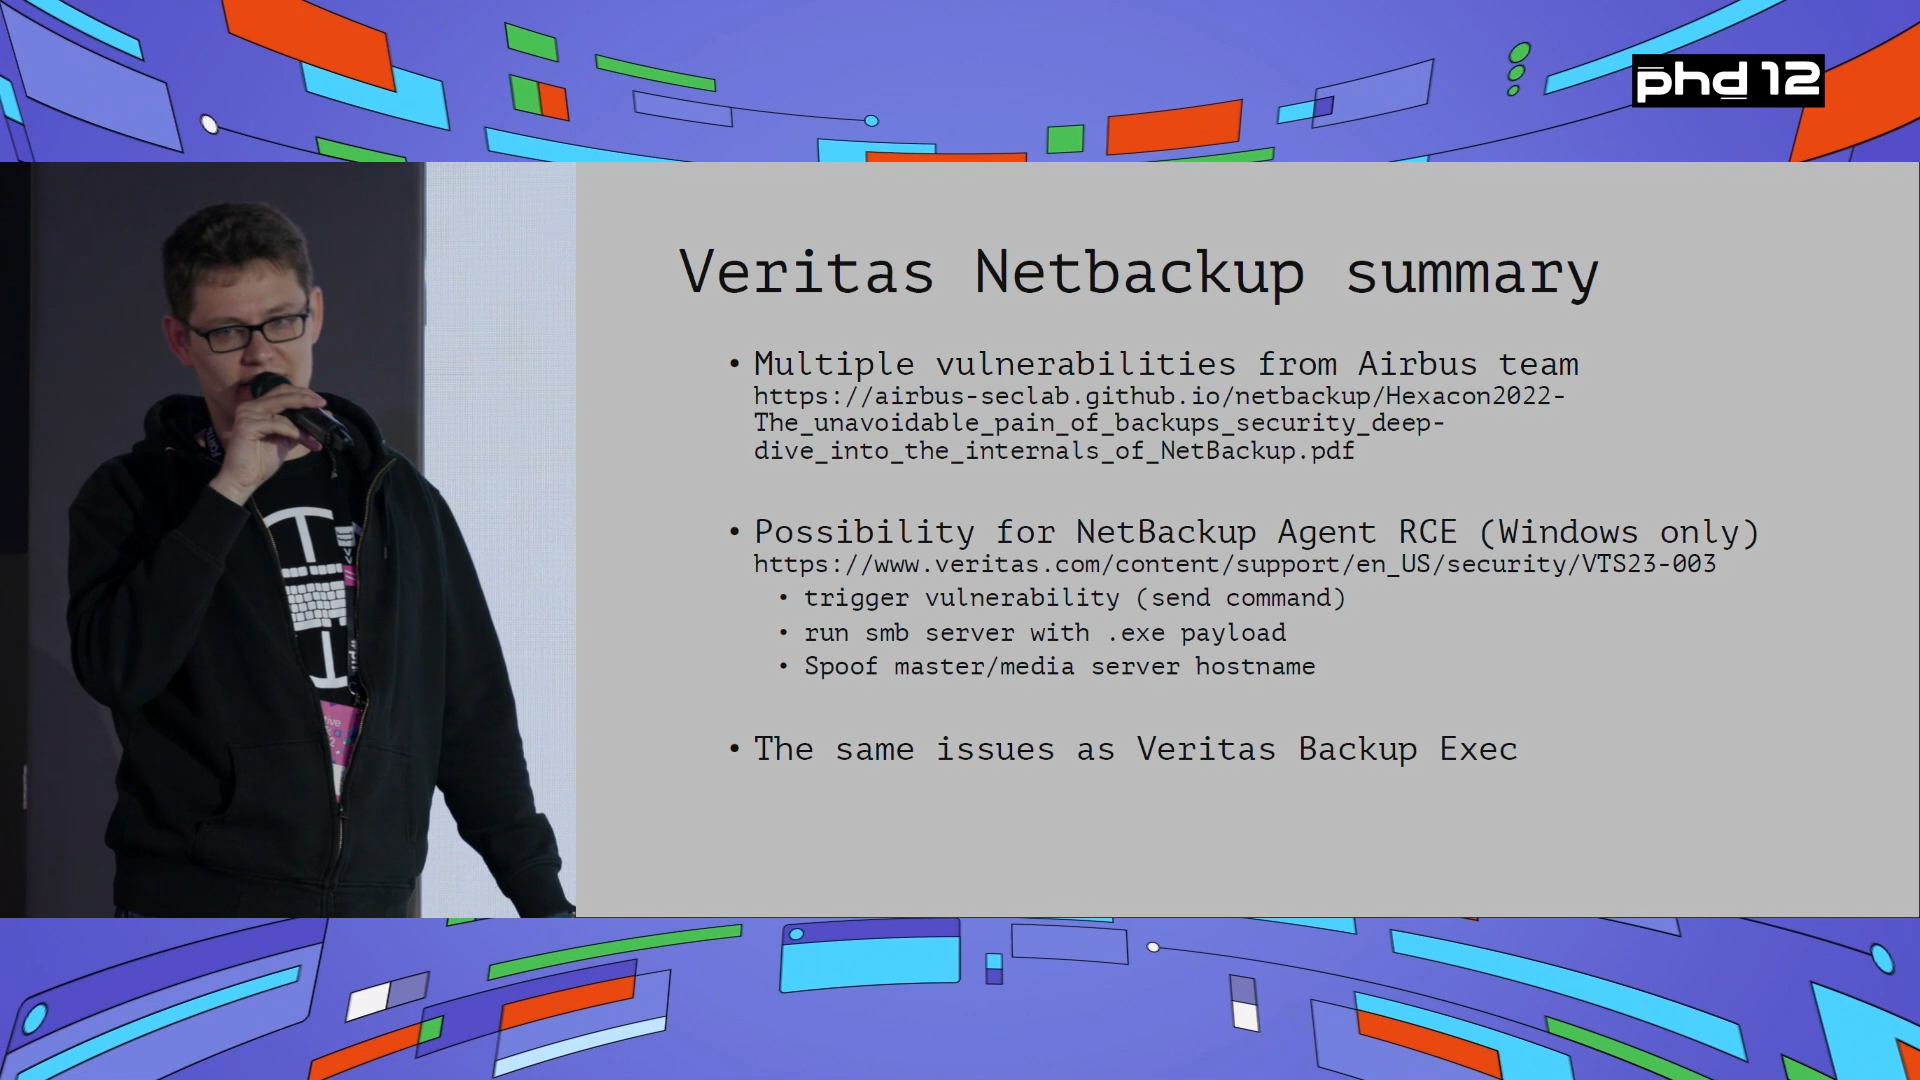 phd 12
Veritas Netbackup summary
• Multiple vulnerabilities from Airbus team
https://airbus-seclab.github.io/netbackup/Hexacon2022-
The_unavoidable_pain_of_backups_security_deep-
dive_into_the_internals_of_NetBackup.pdf
• Possibility for NetBackup Agent RCE (Windows only)
https://www.veritas.com/content/support/en_US/security/VTS23-003
• trigger vulnerability (send command)
• run smb server with .exe payload
• Spoof master/media server hostname
• The same issues as Veritas Backup Exec